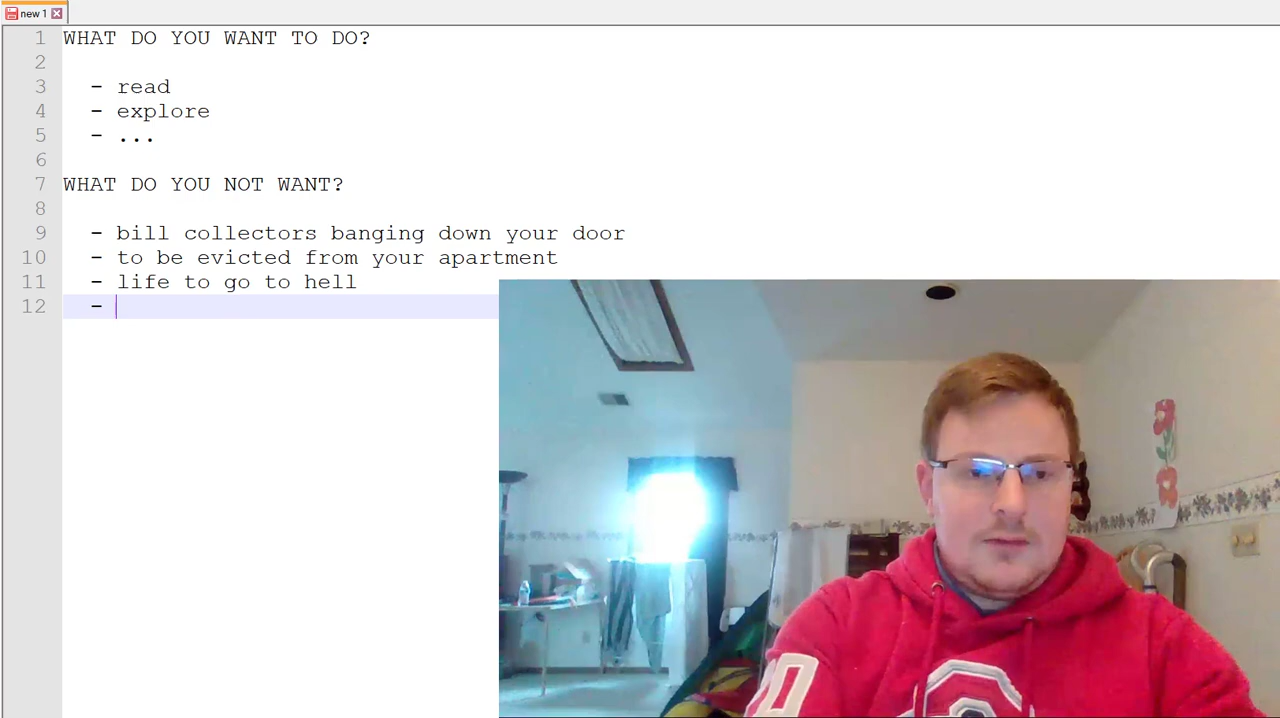 new 1
1 WHAT DO YOU WANT TO DO?
2
3 - read
4 - explore
5 - ...
6
7 WHAT DO YOU NOT WANT?
8
9 - bill collectors banging down your door
10 - to be evicted from your apartment
11 - life to go to hell
12 -